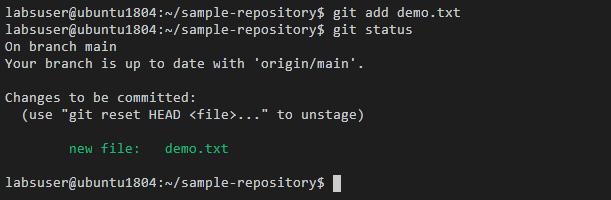 labsuser@ubuntu1804:~/sample-repository$ git add demo.txt
labsuser@ubuntu1804:~/sample-repository$ git status
On branch main
Your branch is up to date with 'origin/main'.

Changes to be committed:
  (use "git reset HEAD <file>..." to unstage)

        new file:   demo.txt

labsuser@ubuntu1804:~/sample-repository$